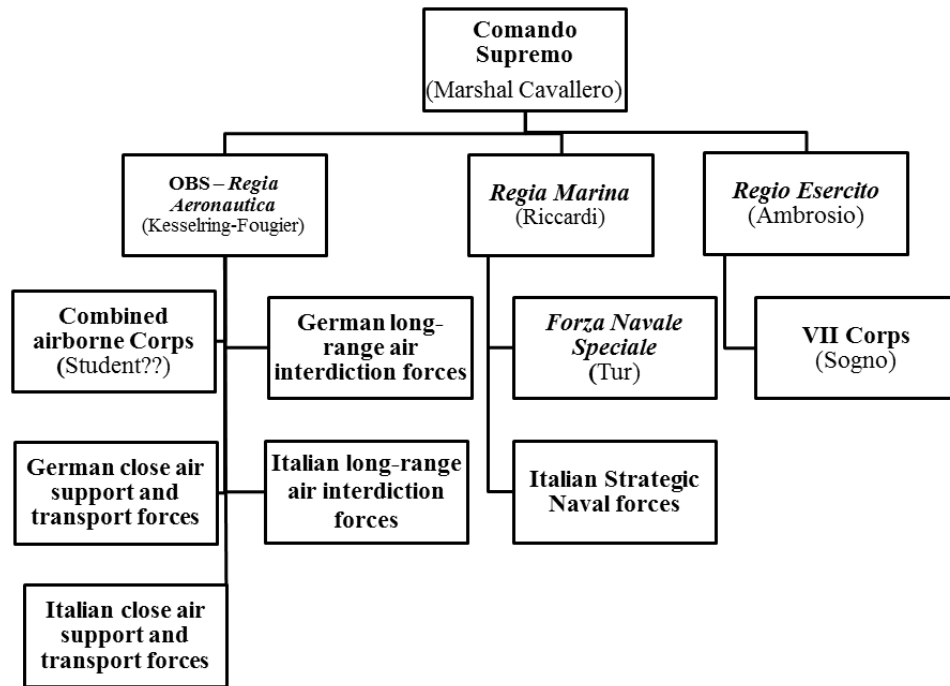 Comando
Supremo
(Marshal Cavallero)
OBS – Regia
Aeronautica
(Kesselring-Fougier)
Regia Marina
(Riccardi)
Regio Esercito
(Ambrosio)
Combined
airborne Corps
(Student??)
German long-
range air
interdiction forces
Forza Navale
Speciale
(Tur)
VII Corps
(Sogno)
German close air
support and
transport forces
Italian long-range
air interdiction
forces
Italian Strategic
Naval forces
Italian close air
support and
transport forces